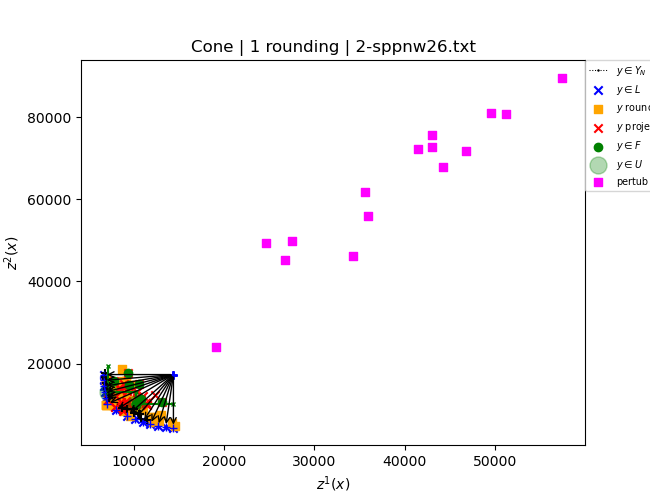 Cone | 1 rounding | 2-sppnw26.txt
z²(x)
80000
60000
40000
20000
10000
20000
30000
40000
50000
z¹(x)
y ∈ Y_N
y ∈ L
y roun
y proje
y ∈ F
y ∈ U
pertub